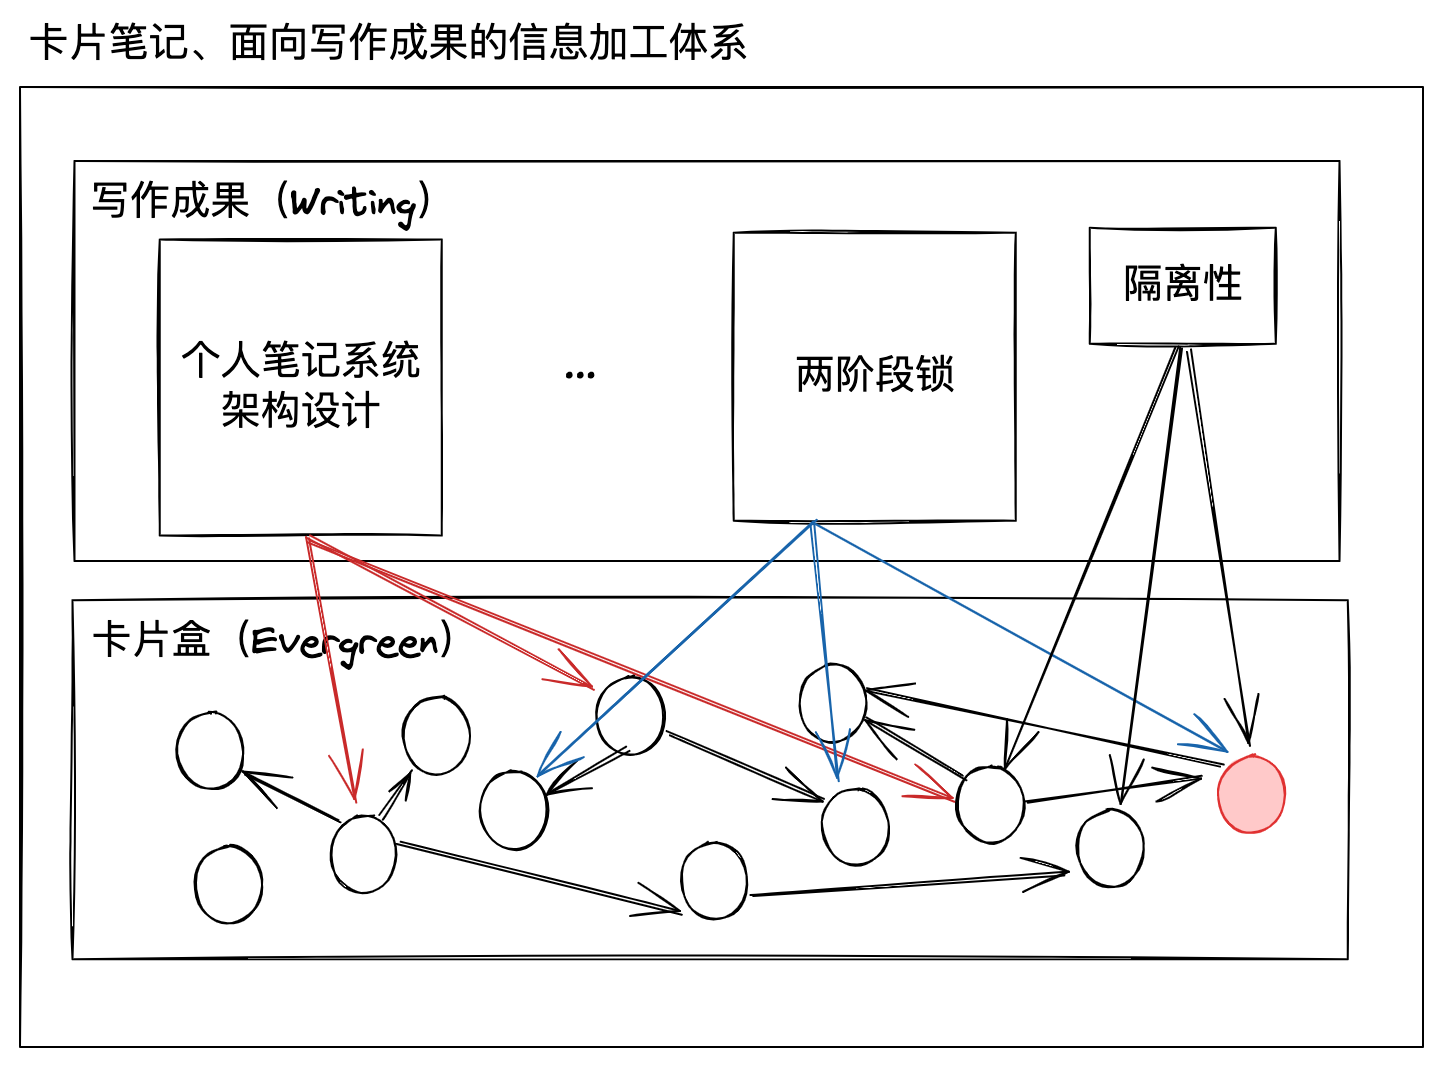 卡片笔记、面向写作成果的信息加工体系
写作成果（Writing）
个人笔记系统
架构设计
...
两阶段锁
隔离性
卡片盒（Evergreen）